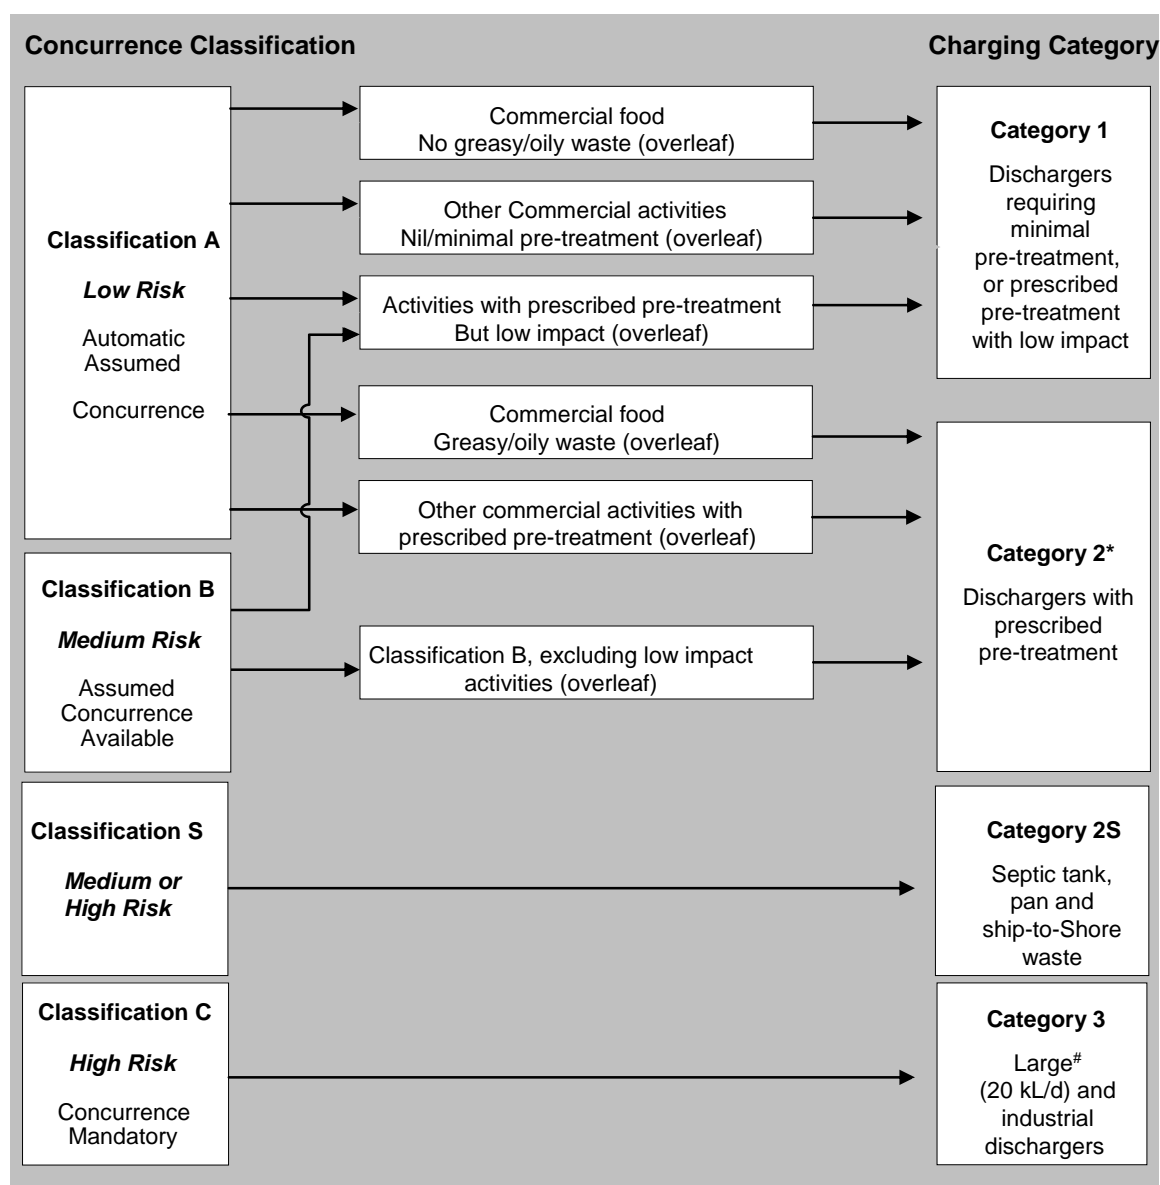 Concurrence Classification
Charging Category
Classification A
Low Risk
Automatic
Assumed
Concurrence
Commercial food
No greasy/oily waste (overleaf)
Other Commercial activities
Nil/minimal pre-treatment (overleaf)
Activities with prescribed pre-treatment
But low impact (overleaf)
Commercial food
Greasy/oily waste (overleaf)
Other commercial activities with
prescribed pre-treatment (overleaf)
Category 1
Dischargers
requiring
minimal
pre-treatment,
or prescribed
pre-treatment
with low impact
Classification B
Medium Risk
Assumed
Concurrence
Available
Classification B, excluding low impact
activities (overleaf)
Category 2*
Dischargers with
prescribed
pre-treatment
Classification S
Medium or
High Risk
Category 2S
Septic tank,
pan and
ship-to-Shore
waste
Classification C
High Risk
Concurrence
Mandatory
Category 3
Large#
(20 kL/d) and
industrial
dischargers